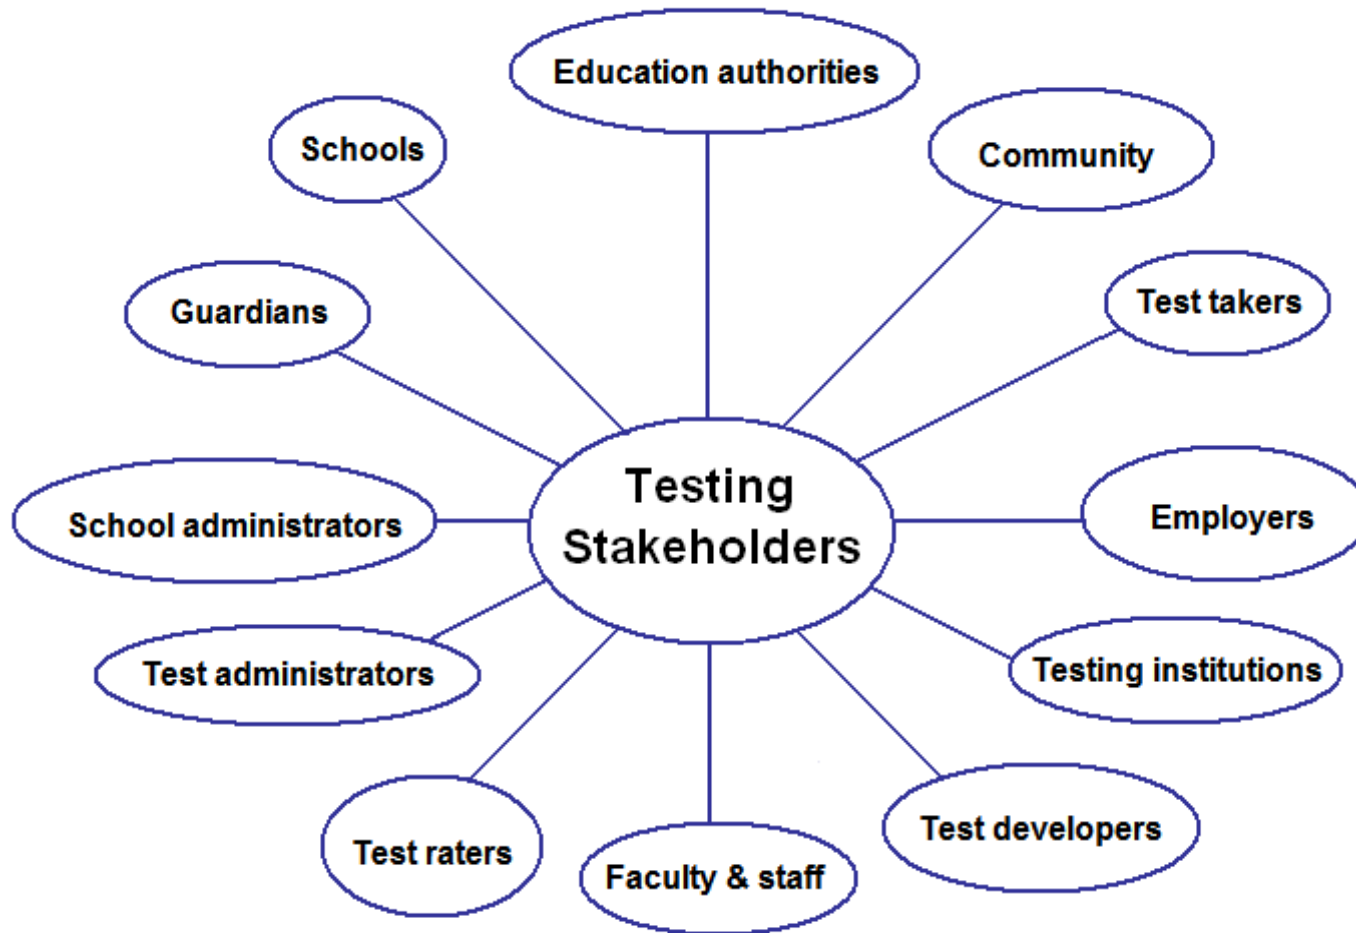 Education authorities
Schools
Community
Guardians
Test takers
Testing
Stakeholders
School administrators
Employers
Test administrators
Testing institutions
Test raters
Faculty & staff
Test developers